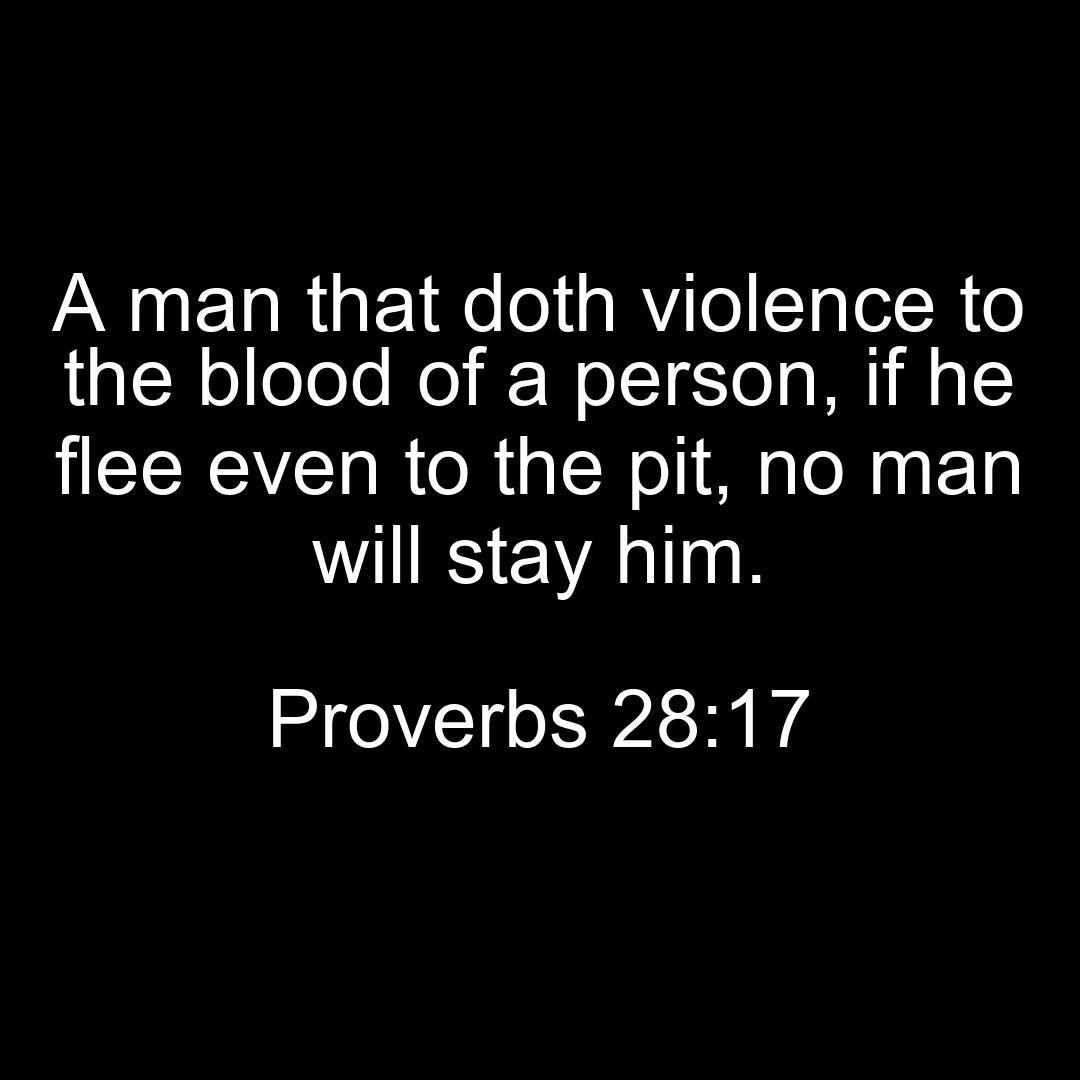 A man that doth violence to
the blood of a person, if he
flee even to the pit, no man
will stay him.
Proverbs 28:17